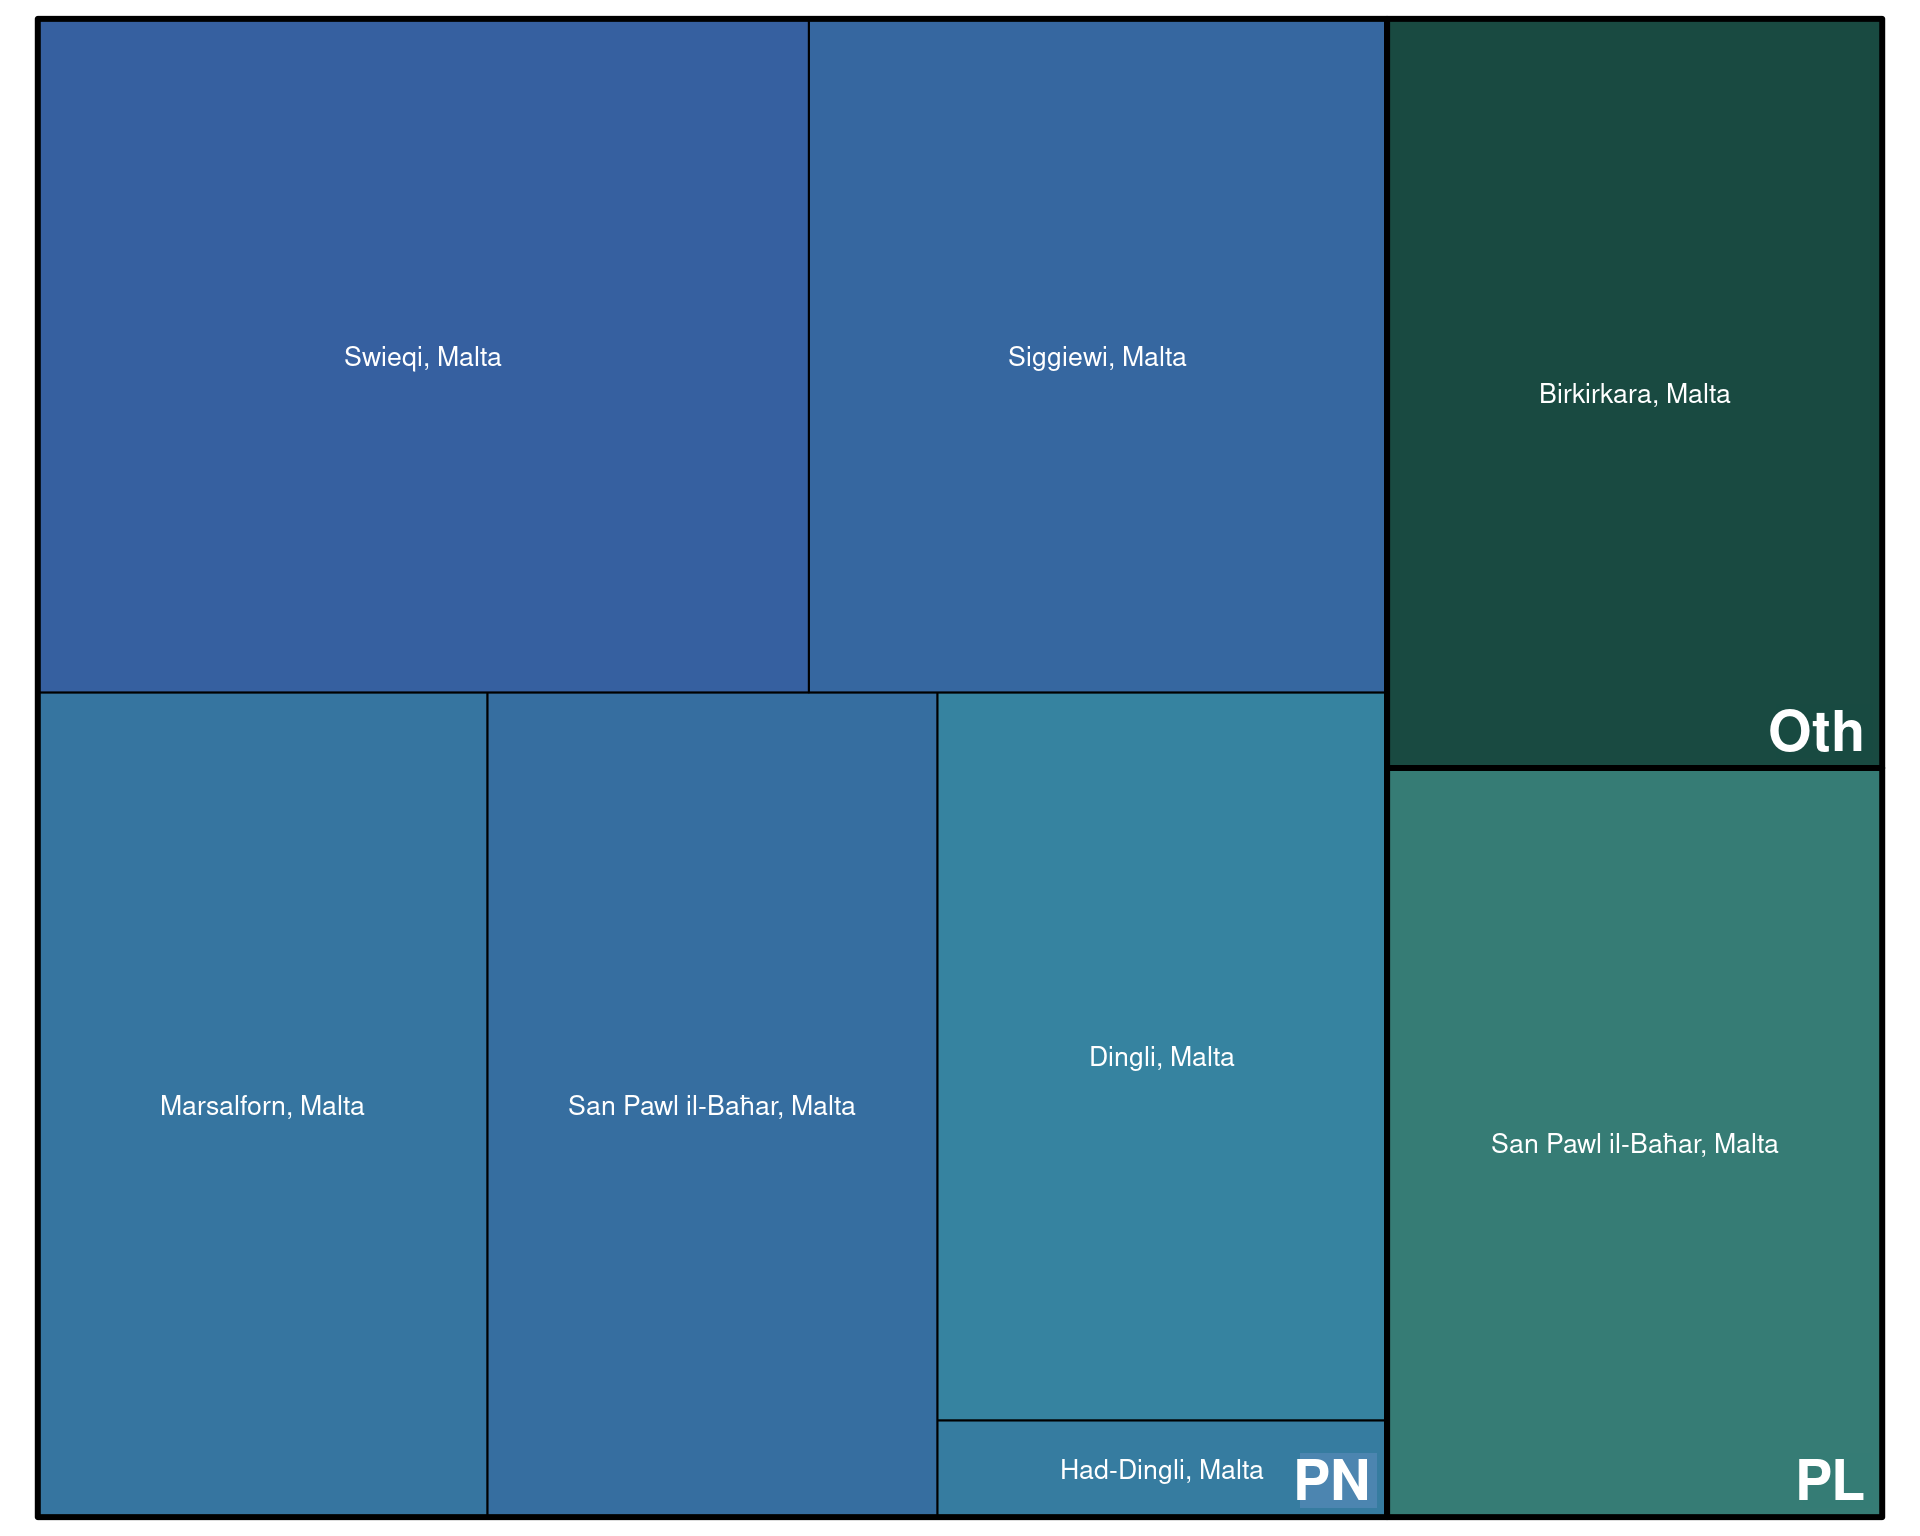 Swieqi, Malta
Siggiewi, Malta
Birkirkara, Malta
Oth
Marsalforn, Malta
San Pawl il-Baħar, Malta
Dingli, Malta
San Pawl il-Baħar, Malta
Had-Dingli, Malta
PN
PL